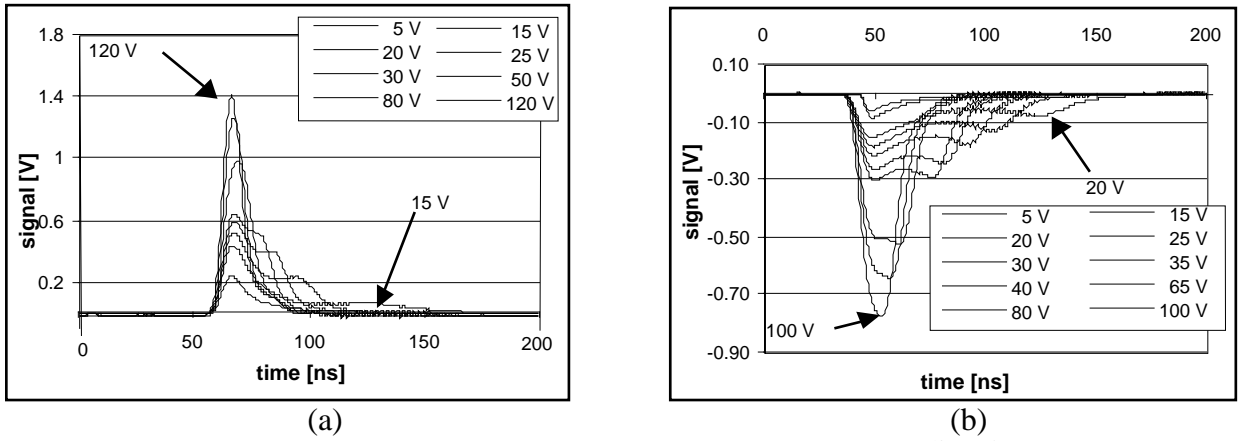 1.8
1.4
1
0.6
0.2
signal [V]
120 V
5 V 15 V
20 V 25 V
30 V 50 V
80 V 120 V
15 V
0 50 100 150 200
time [ns]
(a)
0 50 100 150 200
0.10
-0.10
-0.30
-0.50
-0.70
-0.90
signal [V]
20 V
5 V 15 V
20 V 25 V
30 V 35 V
40 V 65 V
80 V 100 V
100 V
time [ns]
(b)